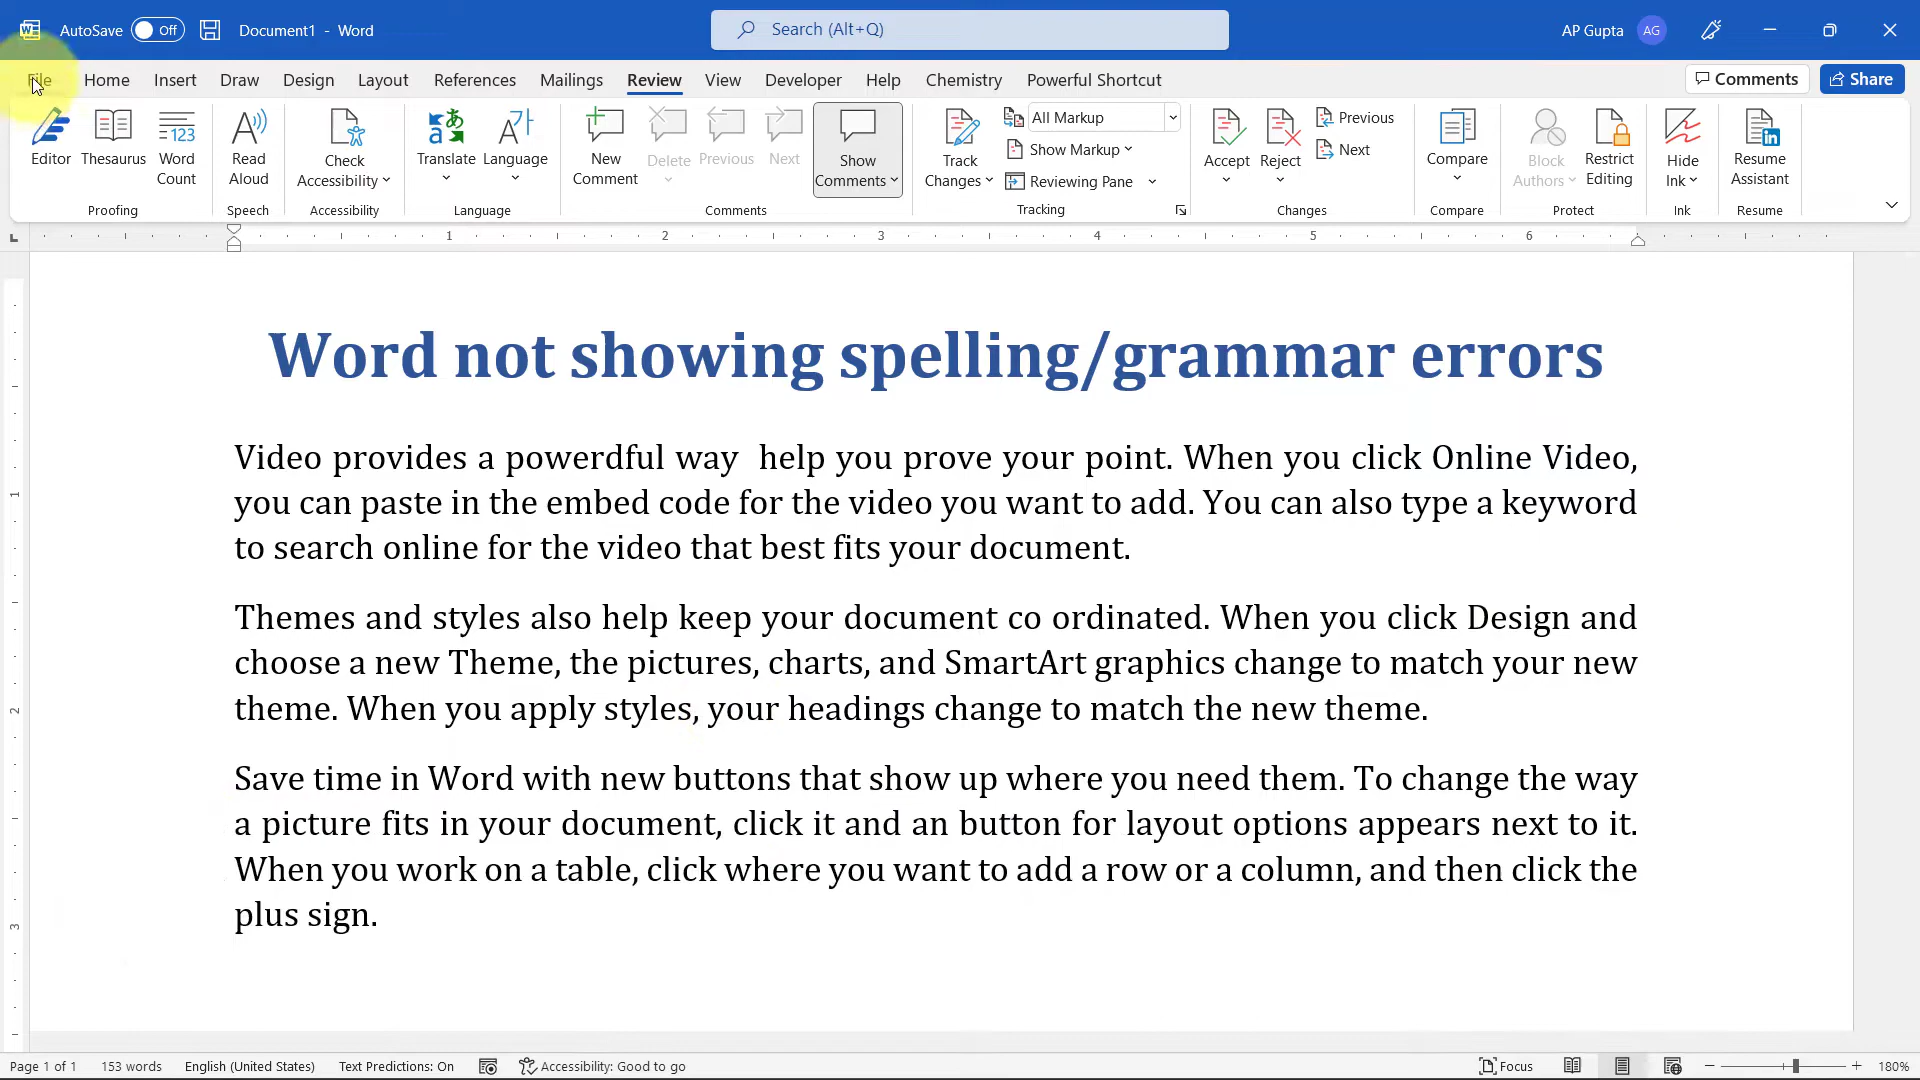 AutoSave Off Document1 - Word Search (Alt+Q) AP Gupta AG
File Home Insert Draw Design Layout References Mailings Review View Developer Help Chemistry Powerful Shortcut Comments Share
Editor Thesaurus Word Count
Proofing
Read Aloud
Speech
Check Accessibility
Accessibility
Translate Language
Language
New Comment Delete Previous Next Show Comments
Comments
Track Changes All Markup
Show Markup
Reviewing Pane
Tracking
Accept Reject Previous
Next
Changes
Compare
Compare
Block Authors Restrict Editing
Protect
Hide Ink
Ink
Resume Assistant
Resume
1 2 3 4 5 6
Word not showing spelling/grammar errors
Video provides a powerdful way  help you prove your point. When you click Online Video,
you can paste in the embed code for the video you want to add. You can also type a keyword
to search online for the video that best fits your document.
Themes and styles also help keep your document co ordinated. When you click Design and
choose a new Theme, the pictures, charts, and SmartArt graphics change to match your new
theme. When you apply styles, your headings change to match the new theme.
Save time in Word with new buttons that show up where you need them. To change the way
a picture fits in your document, click it and an button for layout options appears next to it.
When you work on a table, click where you want to add a row or a column, and then click the
plus sign.
1
2
3
Page 1 of 1 153 words English (United States) Text Predictions: On Accessibility: Good to go Focus 180%